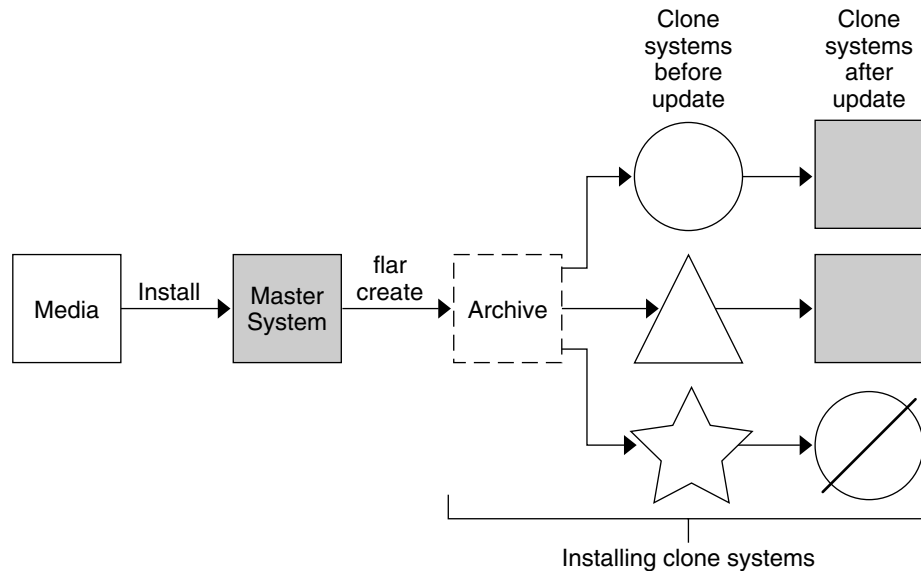 Clone
systems
before
update
Clone
systems
after
update
Media
Install
Master
System
flar
create
Archive
Installing clone systems